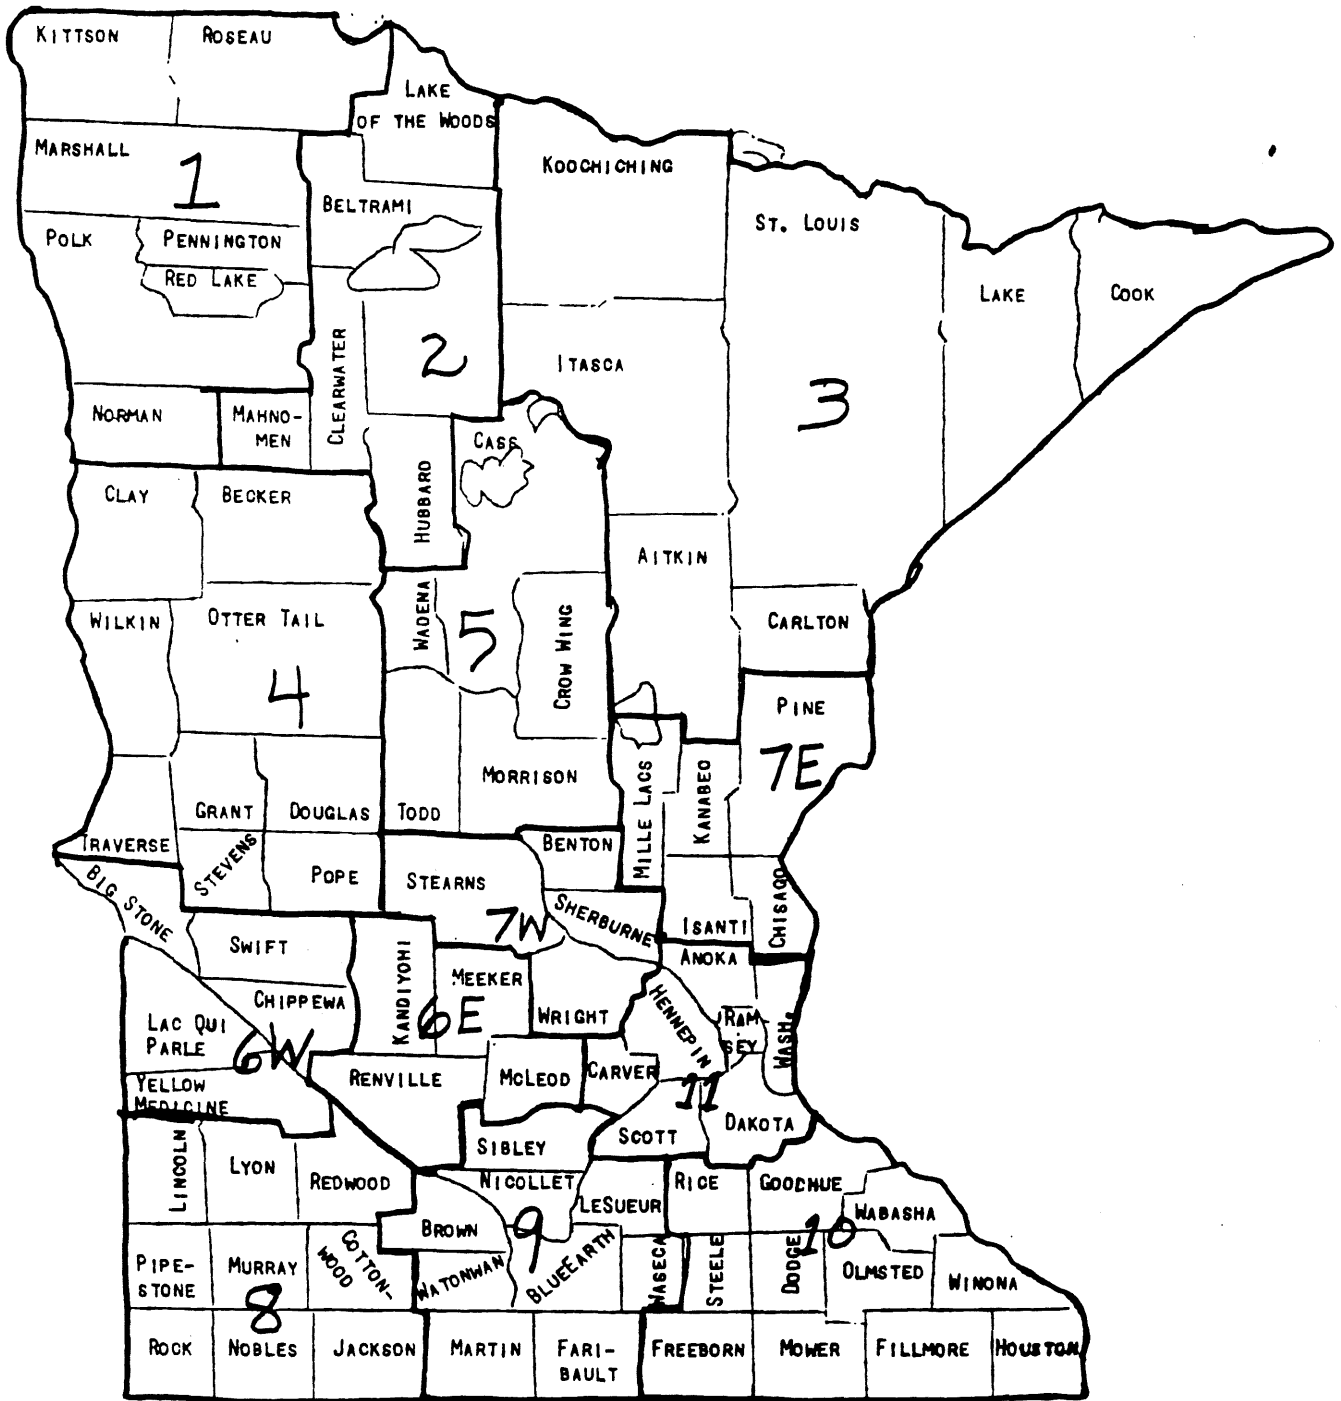 KITTSON
ROSEAU
LAKE
OF THE WOODS
MARSHALL
1
KOOCHICHING
BELTRAMI
ST. LOUIS
POLK
PENNINGTON
RED LAKE
LAKE
COOK
2
ITASCA
CLEARWATER
3
NORMAN
MAHNO-
MEN
CASS
CLAY
BECKER
HUBBARD
AITKIN
WILKIN
OTTER TAIL
WADENA
5
CROW WING
CARLTON
4
PINE
7E
MORRISON
MILLE LACS
KANABEC
GRANT
DOUGLAS
TODD
TRAVERSE
STEVENS
BENTON
BIG STONE
POPE
STEARNS
7W
SHERBURNE
ISANTI
CHISAGO
SWIFT
KANDIYOHI
MEEKER
ANOKA
CHIPPEWA
6E
WRIGHT
HENNEPIN
RAM-
SEY
WASH.
LAC QUI
PARLE
6W
RENVILLE
MCLEOD
CARVER
11
YELLOW
MEDICINE
SIBLEY
SCOTT
DAKOTA
LINCOLN
LYON
REDWOOD
NICOLLET
LESUEUR
RICE
GOODHUE
WABASHA
BROWN
9
10
PIPE-
STONE
MURRAY
COTTON-
WOOD
WATONWAN
BLUE EARTH
WASECA
STEELE
DODGE
OLMSTED
WINONA
8
ROCK
NOBLES
JACKSON
MARTIN
FARI-
BAULT
FREEBORN
MOWER
FILLMORE
HOUSTON